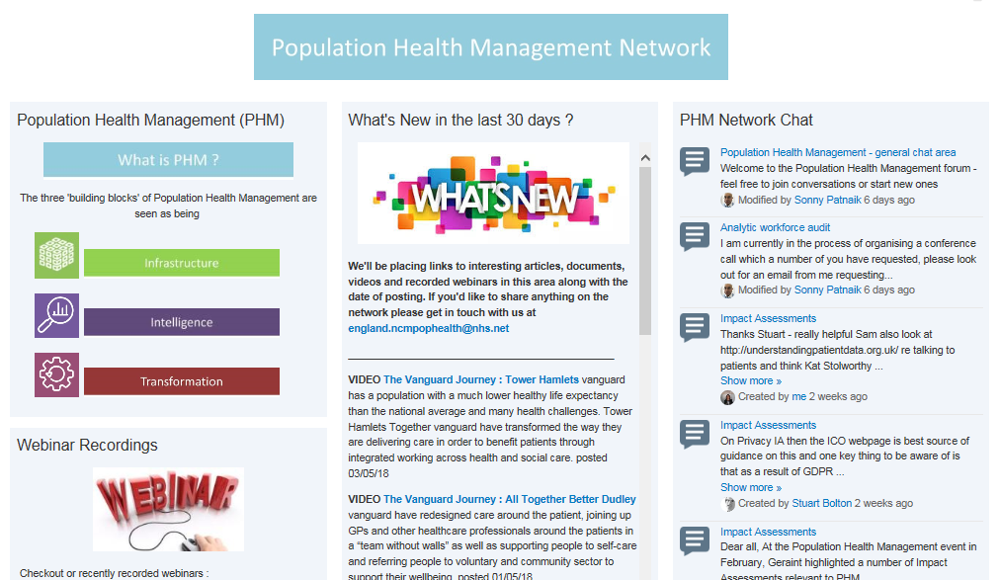 Population Health Management Network
Population Health Management (PHM)
What is PHM ?
The three 'building blocks' of Population Health Management are
seen as being
Infrastructure
Intelligence
Transformation
Webinar Recordings
WEBINAR
Checkout or recently recorded webinars :
What's New in the last 30 days ?
WHAT'S NEW
We'll be placing links to interesting articles, documents,
videos and recorded webinars in this area along with the
date of posting. If you'd like to share anything on the
network please get in touch with us at
england.ncmpophealth@nhs.net
VIDEO The Vanguard Journey : Tower Hamlets vanguard
has a population with a much lower healthy life expectancy
than the national average and many health challenges. Tower
Hamlets Together vanguard have transformed the way they
are delivering care in order to benefit patients through
integrated working across health and social care. posted
03/05/18
VIDEO The Vanguard Journey : All Together Better Dudley
vanguard have redesigned care around the patient, joining up
GPs and other healthcare professionals around the patients in
a “team without walls” as well as supporting people to self-care
and referring people to voluntary and community sector to
support their wellbeing. posted 01/05/18
PHM Network Chat
Population Health Management - general chat area
Welcome to the Population Health Management forum -
feel free to join conversations or start new ones
Modified by Sonny Patnaik 6 days ago
Analytic workforce audit
I am currently in the process of organising a conference
call which a number of you have requested, please look
out for an email from me requesting...
Modified by Sonny Patnaik 6 days ago
Impact Assessments
Thanks Stuart - really helpful Sam also look at
http://understandingpatientdata.org.uk/ re talking to
patients and think Kat Stolworthy ...
Show more »
Created by me 2 weeks ago
Impact Assessments
On Privacy IA then the ICO webpage is best source of
guidance on this and one key thing to be aware of is
that as a result of GDPR ...
Show more »
Created by Stuart Bolton 2 weeks ago
Impact Assessments
Dear all, At the Population Health Management event in
February, Geraint highlighted a number of Impact
Assessments relevant to PHM